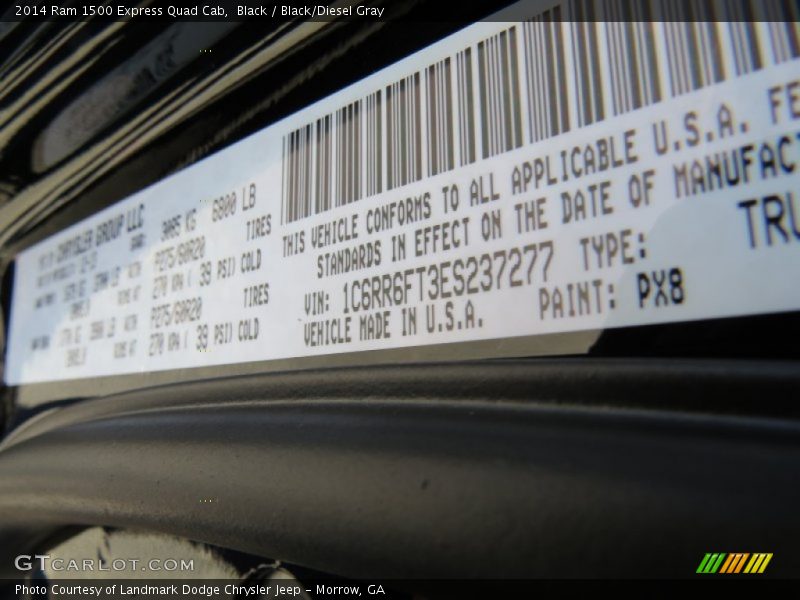 2014 Ram 1500 Express Quad Cab,  Black / Black/Diesel Gray
CHRYSLER GROUP LLC
3085 KG 6800 LB
TIRES
P275/60R20
270 KPA ( 39 PSI) COLD
TIRES
P275/60R20
270 KPA ( 39 PSI) COLD
THIS VEHICLE CONFORMS TO ALL APPLICABLE U.S.A. FE
STANDARDS IN EFFECT ON THE DATE OF MANUFACT
VIN: 1C6RR6FT3ES237277 TYPE: TRU
VEHICLE MADE IN U.S.A. PAINT: PX8
GTCARLOT.COM
Photo Courtesy of Landmark Dodge Chrysler Jeep – Morrow, GA